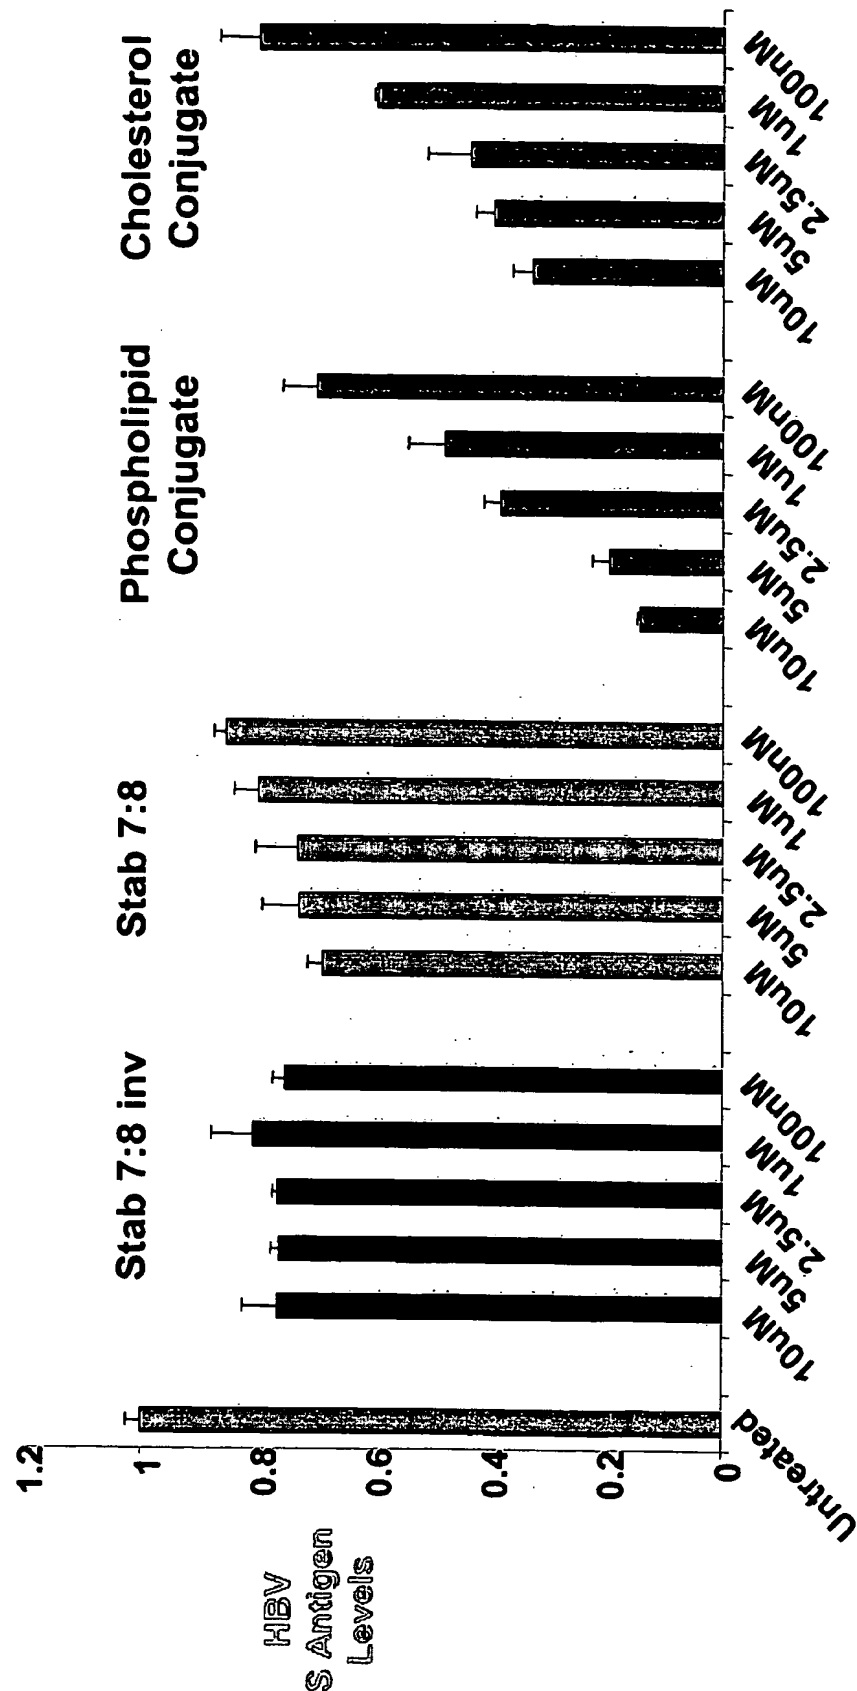 HBV
S Antigen
Levels
1.2
1
0.8
0.6
0.4
0.2
0
Stab 7:8 inv
Stab 7:8
Phospholipid
Conjugate
Cholesterol
Conjugate
Untreated
10uM
5uM
2.5uM
1uM
100nM
10uM
5uM
2.5uM
1uM
100nM
10uM
5uM
2.5uM
1uM
100nM
10uM
5uM
2.5uM
1uM
100nM